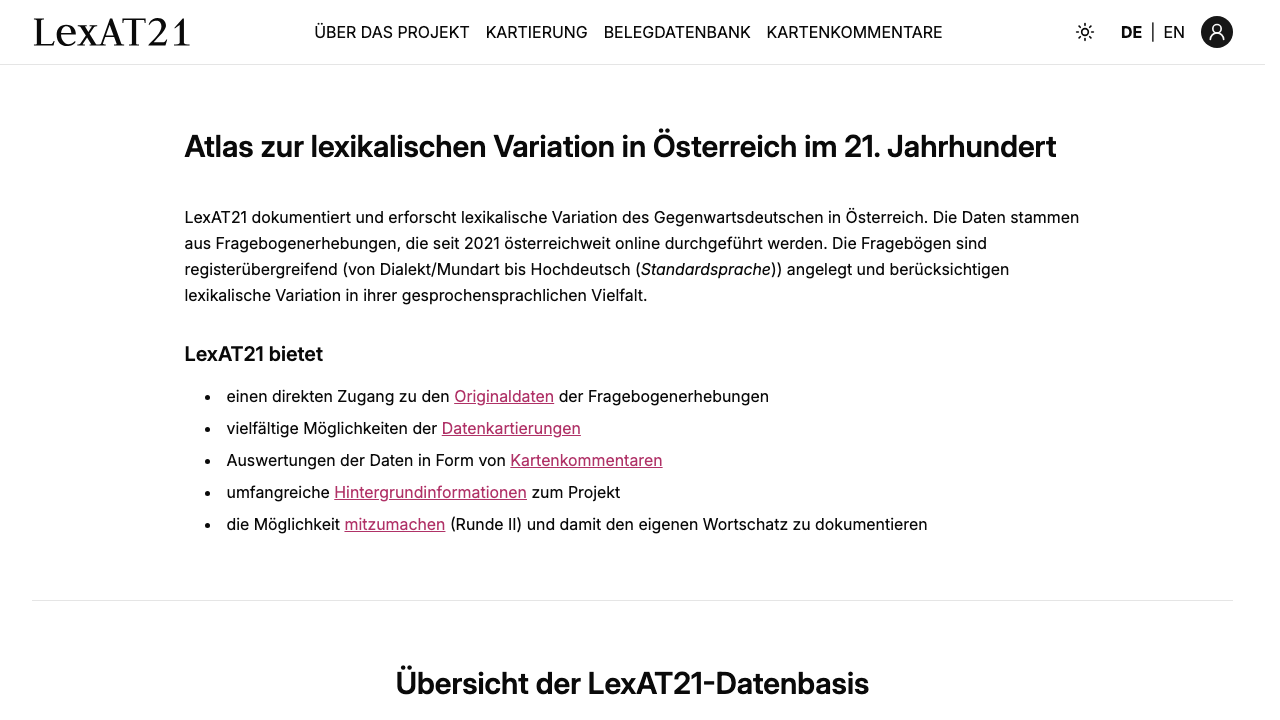 LexAT21
ÜBER DAS PROJEKT KARTIERUNG BELEGDATENBANK KARTENKOMMENTARE
DE | EN
Atlas zur lexikalischen Variation in Österreich im 21. Jahrhundert
LexAT21 dokumentiert und erforscht lexikalische Variation des Gegenwartsdeutschen in Österreich. Die Daten stammen
aus Fragebogenerhebungen, die seit 2021 österreichweit online durchgeführt werden. Die Fragebögen sind
registerübergreifend (von Dialekt/Mundart bis Hochdeutsch (Standardsprache)) angelegt und berücksichtigen
lexikalische Variation in ihrer gesprochensprachlichen Vielfalt.
LexAT21 bietet
• einen direkten Zugang zu den Originaldaten der Fragebogenerhebungen
• vielfältige Möglichkeiten der Datenkartierungen
• Auswertungen der Daten in Form von Kartenkommentaren
• umfangreiche Hintergrundinformationen zum Projekt
• die Möglichkeit mitzumachen (Runde II) und damit den eigenen Wortschatz zu dokumentieren
Übersicht der LexAT21-Datenbasis